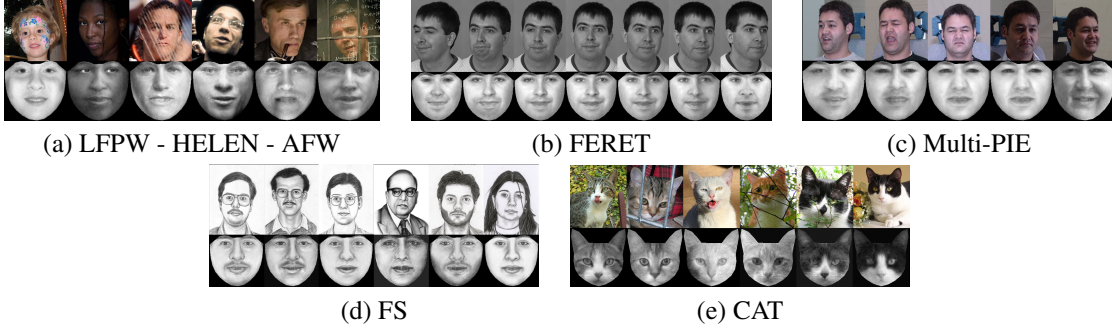 (a) LFPW - HELEN - AFW
(b) FERET
(c) Multi-PIE
(d) FS
(e) CAT